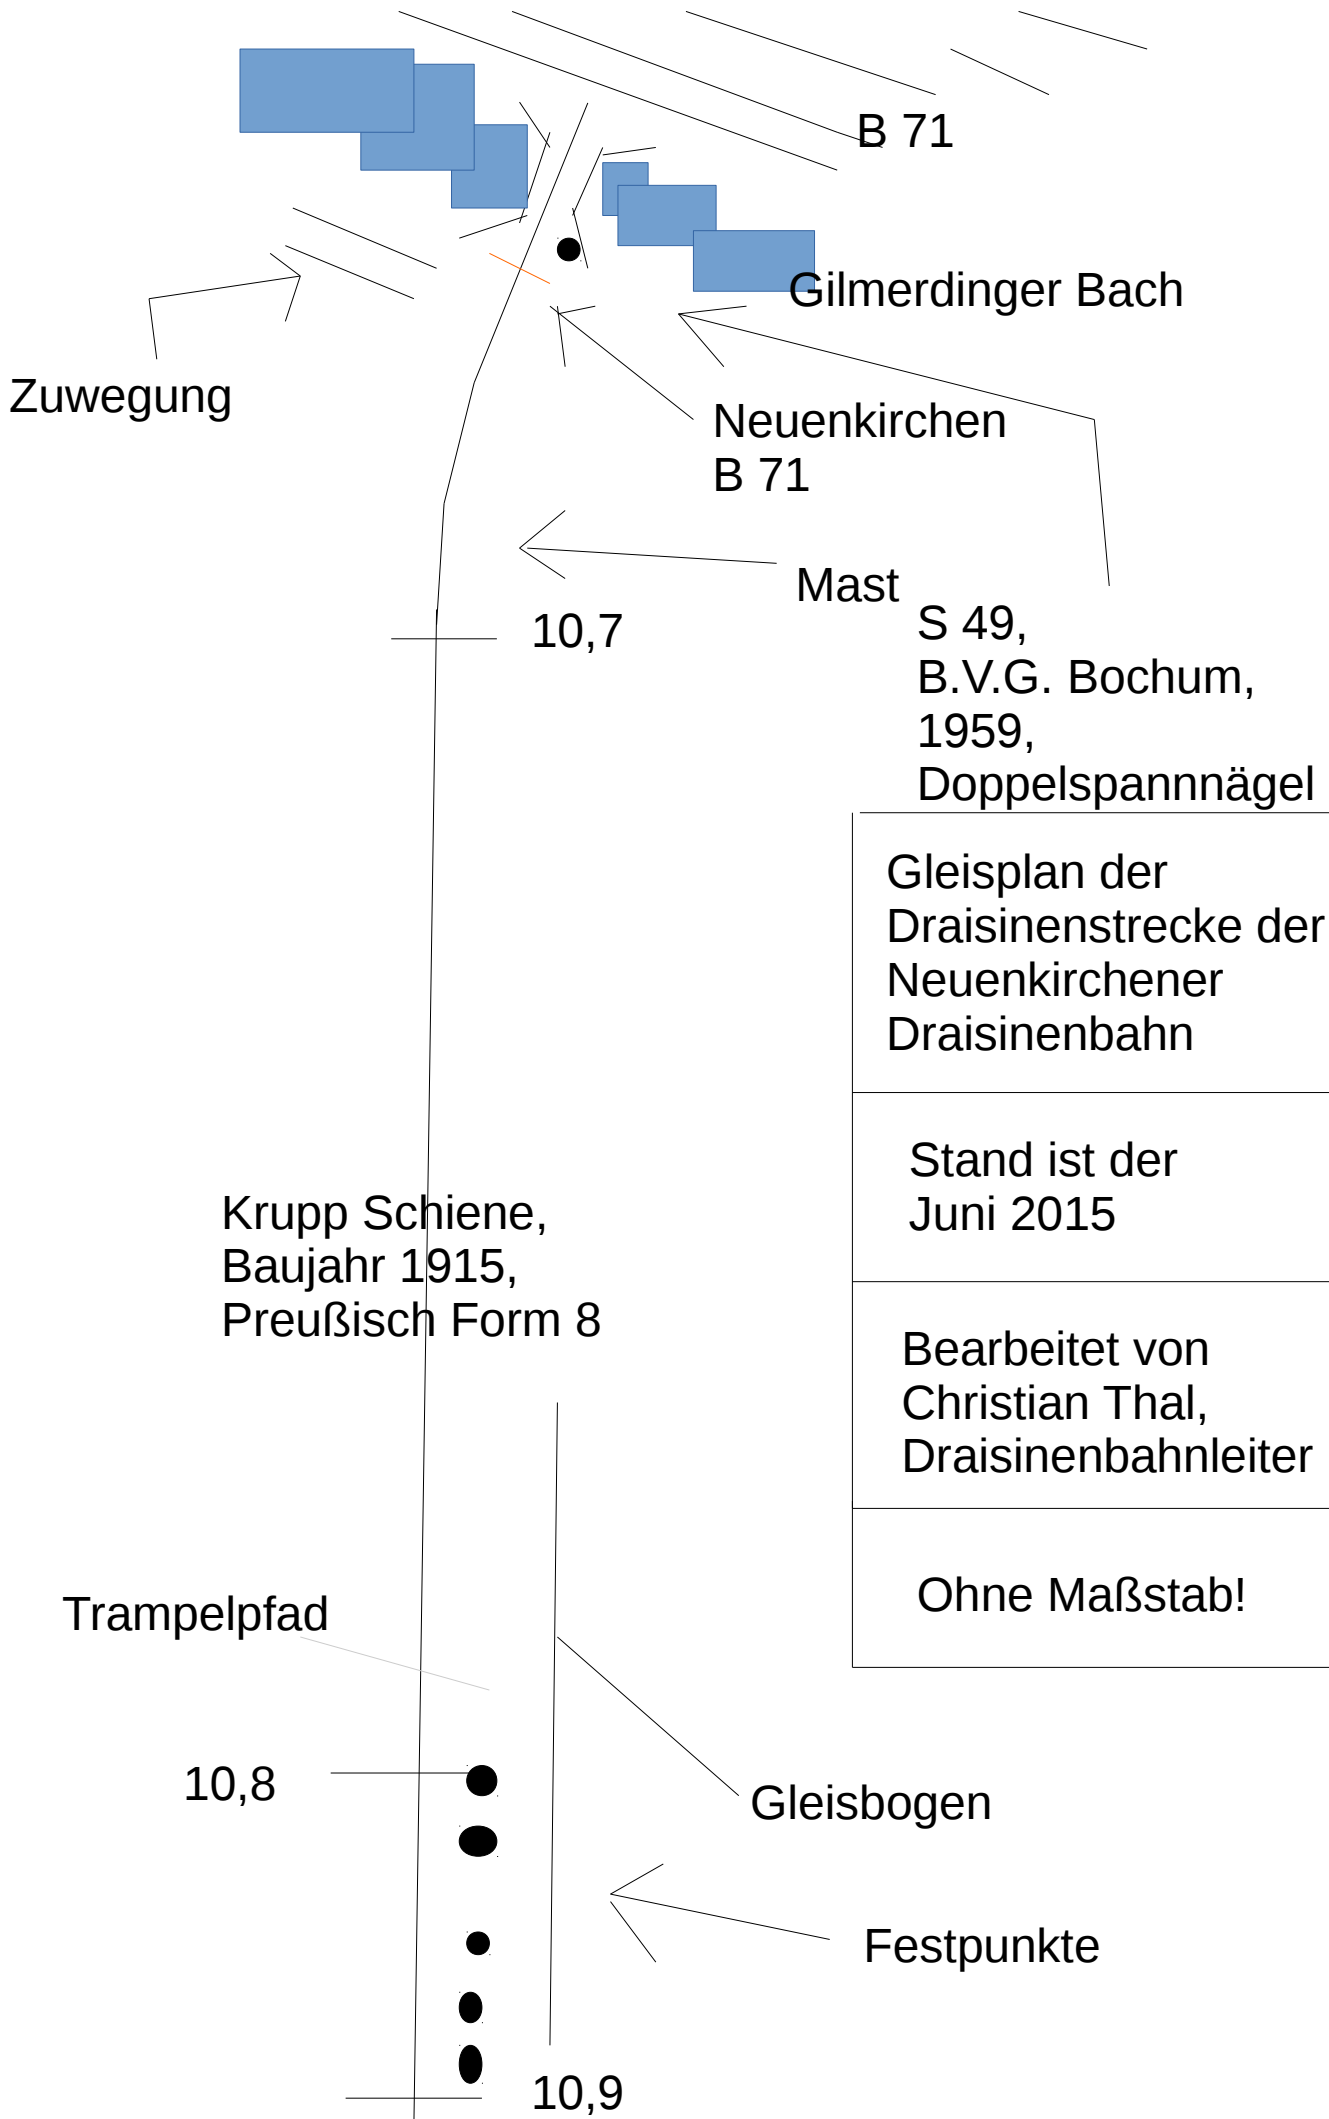 B 71
Gilmerdinger Bach
Zuwegung
Neuenkirchen
B 71
Mast
10,7
S 49,
B.V.G. Bochum,
1959,
Doppelspannnägel
Gleisplan der
Draisinenstrecke der
Neuenkirchener
Draisinenbahn
Stand ist der
Juni 2015
Krupp Schiene,
Baujahr 1915,
Preußisch Form 8
Bearbeitet von
Christian Thal,
Draisinenbahnleiter
Ohne Maßstab!
Trampelpfad
10,8
Gleisbogen
Festpunkte
10,9